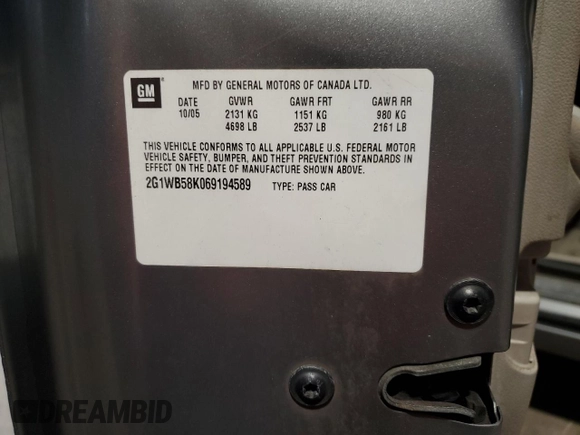 GM
MFD BY GENERAL MOTORS OF CANADA LTD.
DATE GVWR GAWR FRT GAWR RR
10/05 2131 KG 1151 KG 980 KG
4698 LB 2537 LB 2161 LB
THIS VEHICLE CONFORMS TO ALL APPLICABLE U.S. FEDERAL MOTOR
VEHICLE SAFETY, BUMPER, AND THEFT PREVENTION STANDARDS IN
EFFECT ON THE DATE OF MANUFACTURE SHOWN ABOVE.
2G1WB58K069194589 TYPE: PASS CAR
DREAMBID